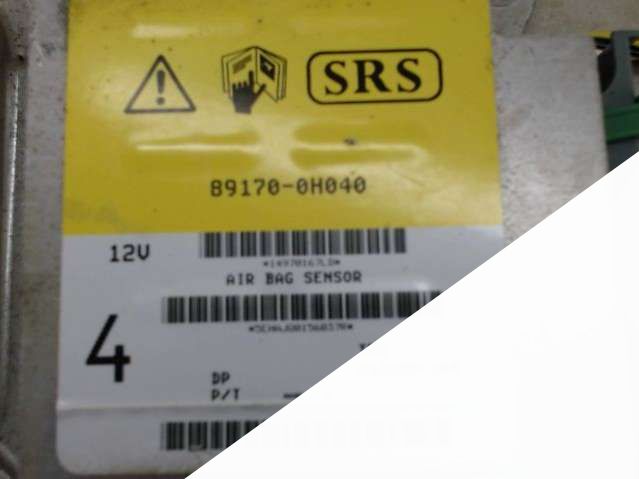 SRS
89170-0H040
12V
AIR BAG SENSOR
4
DP
P/T